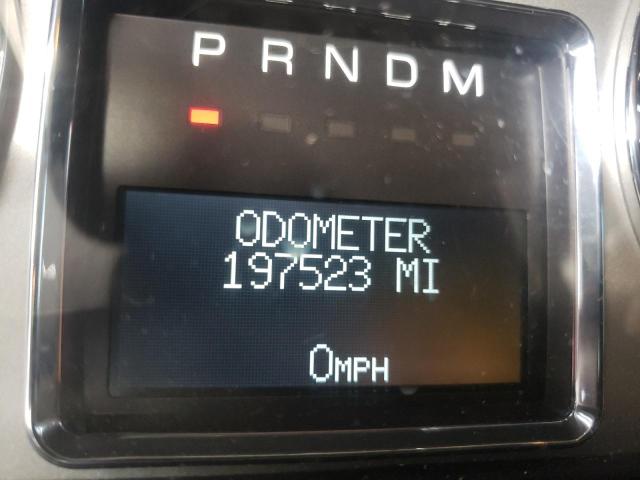 P R N D M
ODOMETER
197523 MI
0MPH